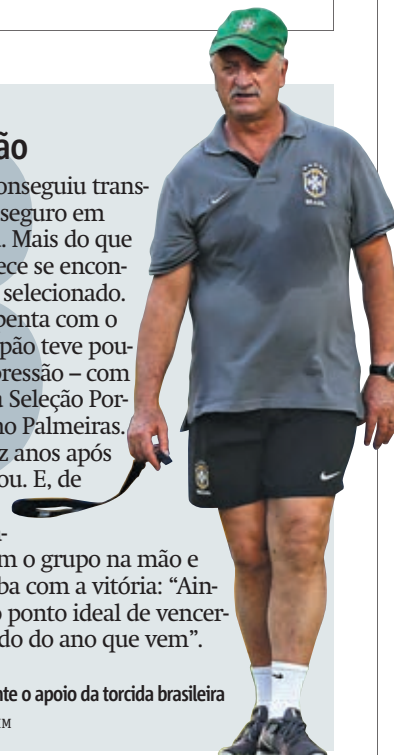 ão
onseguiu trans-
seguro em
. Mais do que
ece se encon-
selecionado.
penta com o
pão teve pou-
ressão – com
a Seleção Por-
no Palmeiras.
z anos após
ou. E, de
-
m o grupo na mão e
ba com a vitória: “Ain-
o ponto ideal de vencer-
do do ano que vem”.
nte o apoio da torcida brasileira
IM
BRASIL